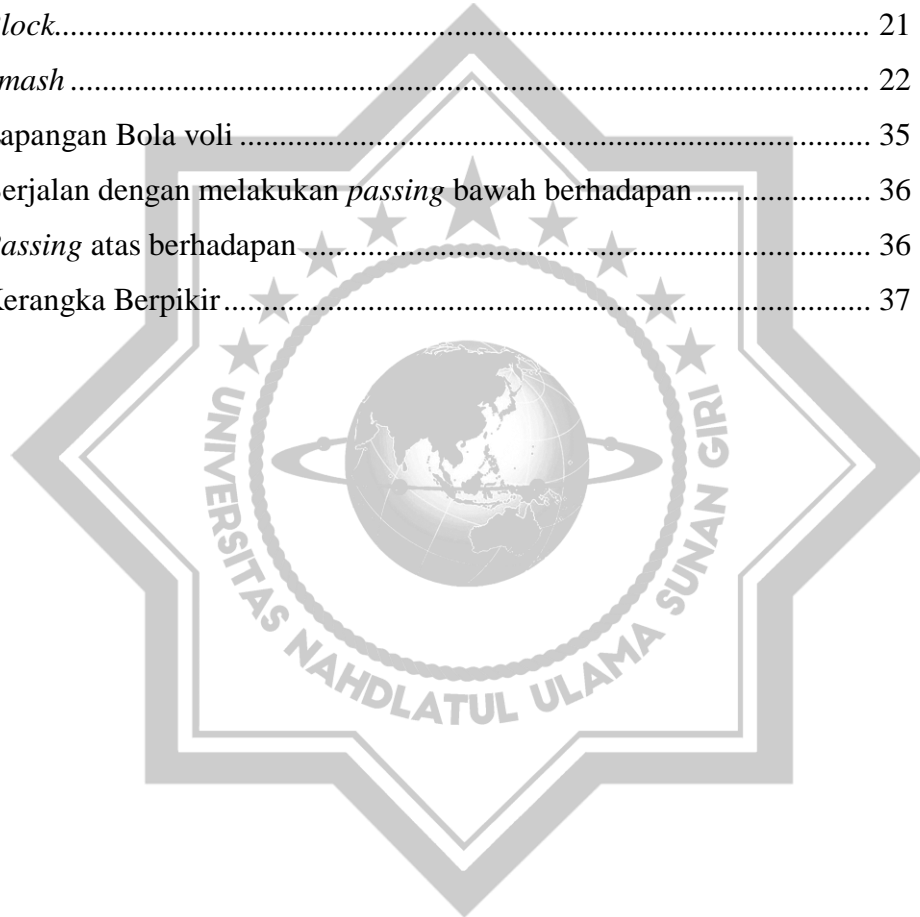 lock.......................................................................................................... 21
mash ....................................................................................................... 22
apangan Bola voli .................................................................................. 35
erjalan dengan melakukan passing bawah berhadapan ...................... 36
assing atas berhadapan ......................................................................... 36
erangka Berpikir ................................................................................... 37
UNIVERSITAS NAHDLATUL ULAMA SUNAN GIRI